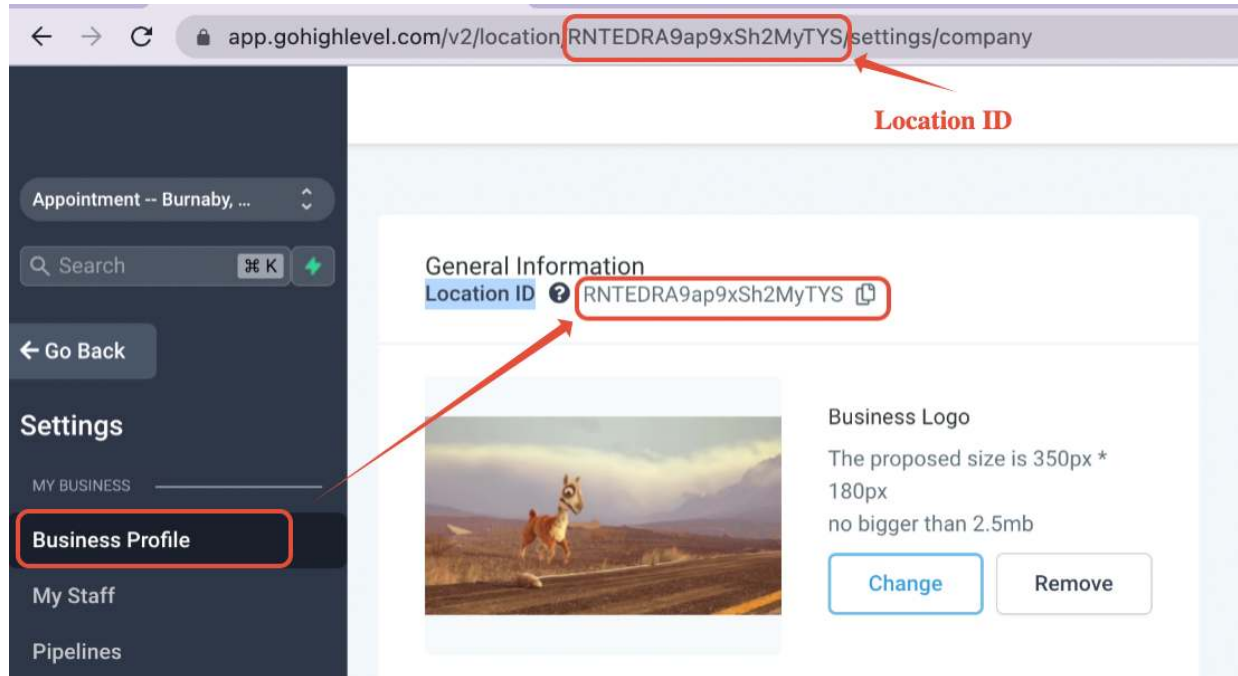 app.gohighlevel.com/v2/location/RNTEDRA9ap9xSh2MyTYS/settings/company
Location ID
Appointment -- Burnaby, ...
Search ⌘ K
Go Back
Settings
MY BUSINESS
Business Profile
My Staff
Pipelines
General Information
Location ID RNTEDRA9ap9xSh2MyTYS
Business Logo
The proposed size is 350px *
180px
no bigger than 2.5mb
Change Remove